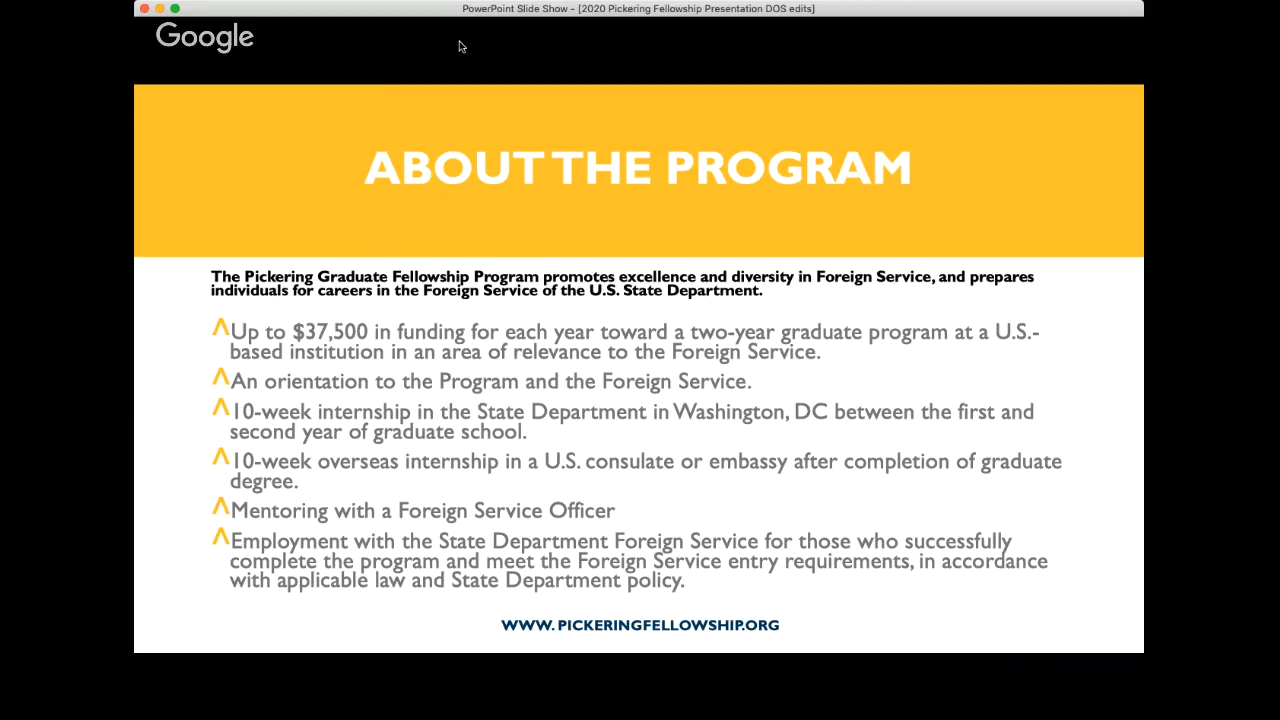 PowerPoint Slide Show - [2020 Pickering Fellowship Presentation DOS edits]
Google
ABOUT THE PROGRAM
The Pickering Graduate Fellowship Program promotes excellence and diversity in Foreign Service, and prepares
individuals for careers in the Foreign Service of the U.S. State Department.
^Up to $37,500 in funding for each year toward a two-year graduate program at a U.S.-
based institution in an area of relevance to the Foreign Service.
^An orientation to the Program and the Foreign Service.
^10-week internship in the State Department in Washington, DC between the first and
second year of graduate school.
^10-week overseas internship in a U.S. consulate or embassy after completion of graduate
degree.
^Mentoring with a Foreign Service Officer
^Employment with the State Department Foreign Service for those who successfully
complete the program and meet the Foreign Service entry requirements, in accordance
with applicable law and State Department policy.
WWW. PICKERINGFELLOWSHIP.ORG